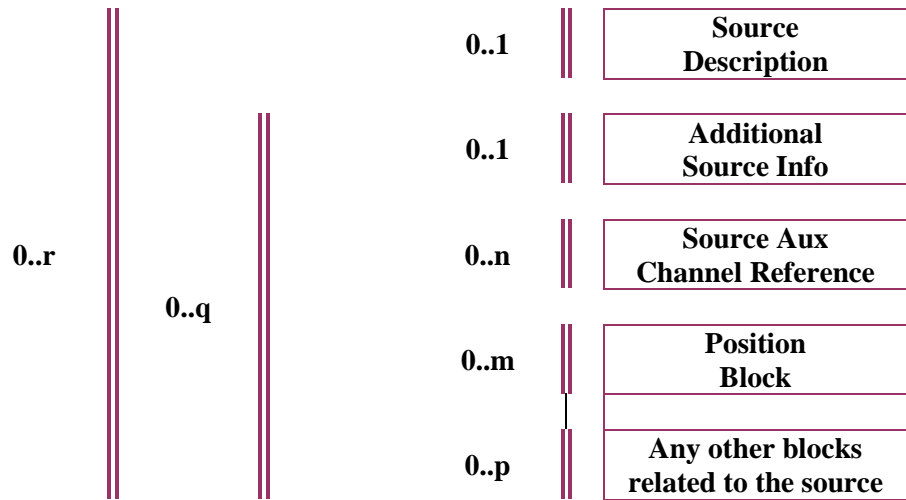 0..1
Source
Description
0..1
Additional
Source Info
0..r
0..n
Source Aux
Channel Reference
0..q
0..m
Position
Block
0..p
Any other blocks
related to the source